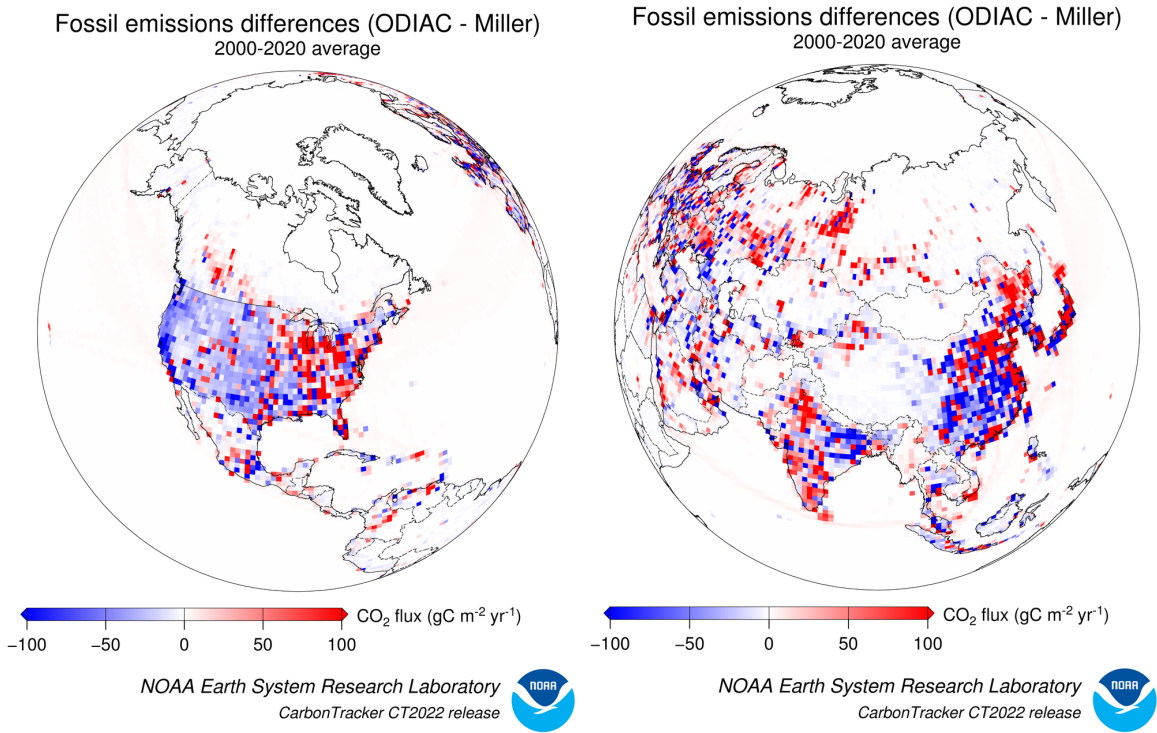 Fossil emissions differences (ODIAC - Miller)
2000-2020 average
−100 −50 0 50 100
CO₂ flux (gC m⁻² yr⁻¹)
NOAA Earth System Research Laboratory
CarbonTracker CT2022 release
NOAA
Fossil emissions differences (ODIAC - Miller)
2000-2020 average
−100 −50 0 50 100
CO₂ flux (gC m⁻² yr⁻¹)
NOAA Earth System Research Laboratory
CarbonTracker CT2022 release
NOAA